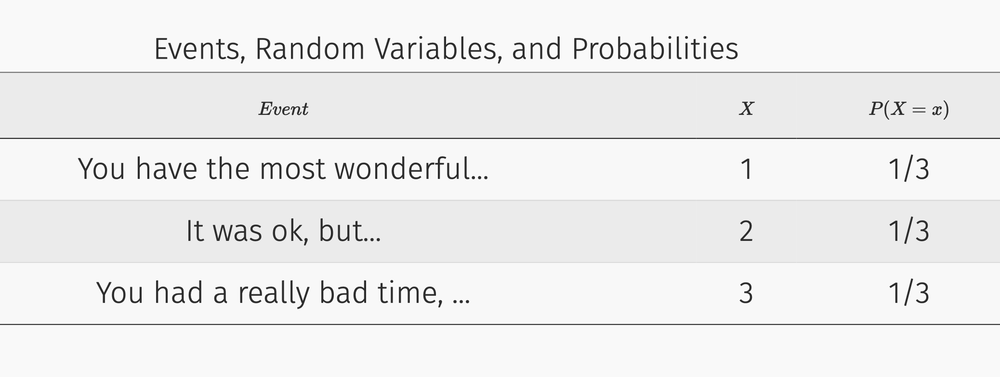 Events, Random Variables, and Probabilities
Event X P(X = x)
You have the most wonderful... 1 1/3
It was ok, but... 2 1/3
You had a really bad time, ... 3 1/3